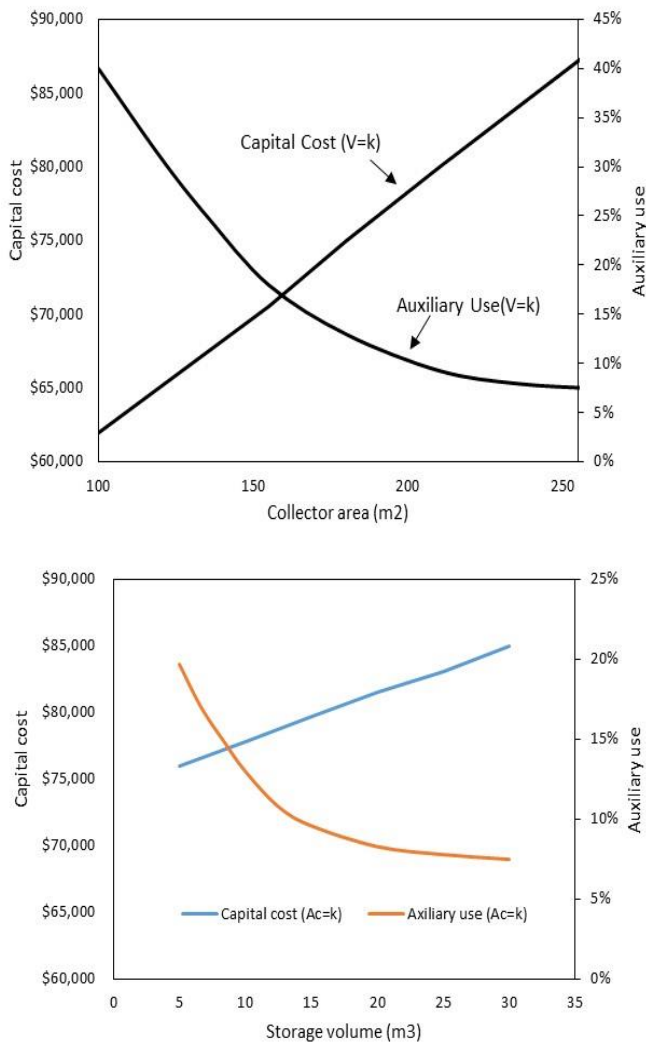 $90,000
$85,000
$80,000
$75,000
$70,000
$65,000
$60,000
Capital cost
45%
40%
35%
30%
25%
20%
15%
10%
5%
0%
Auxiliary use
Capital Cost (V=k)
Auxiliary Use(V=k)
100 150 200 250
Collector area (m2)
$90,000
$85,000
$80,000
$75,000
$70,000
$65,000
$60,000
Capital cost
25%
20%
15%
10%
5%
0%
Auxiliary use
Capital cost (Ac=k) Axiliary use (Ac=k)
0 5 10 15 20 25 30 35
Storage volume (m3)